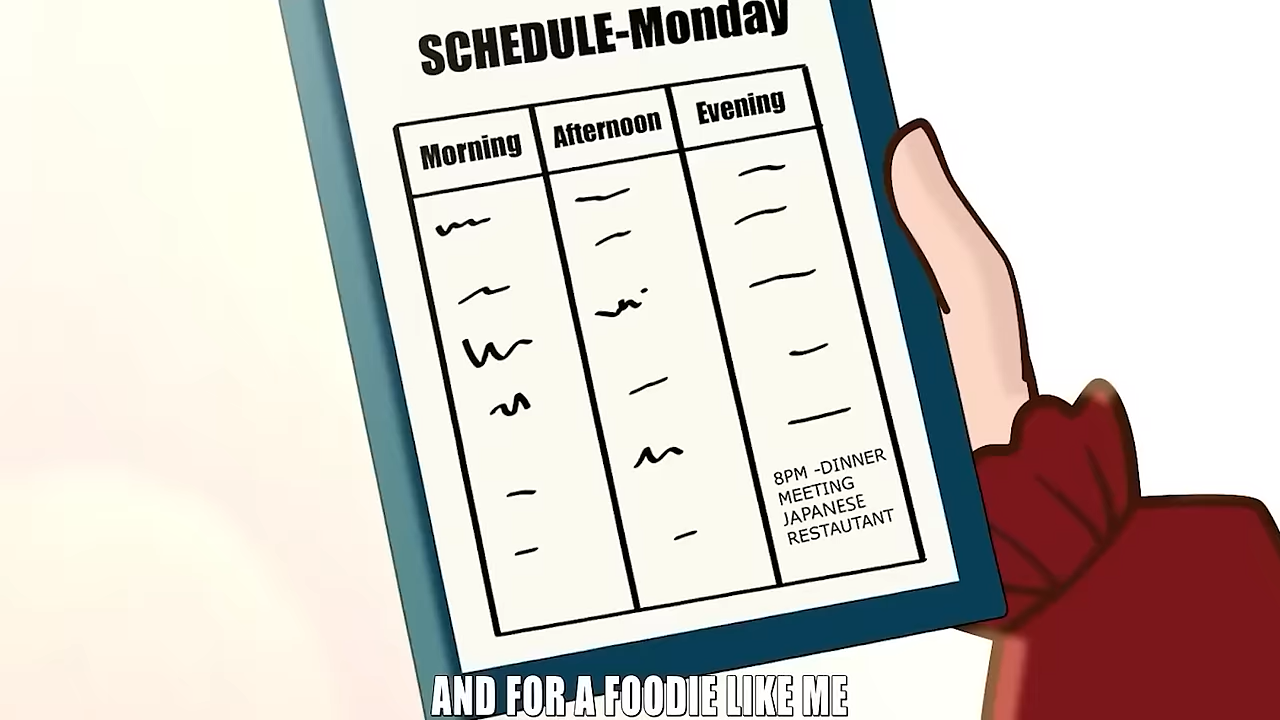 SCHEDULE-Monday
Morning Afternoon Evening
8PM -DINNER
MEETING
JAPANESE
RESTAUTANT
AND FOR A FOODIE LIKE ME